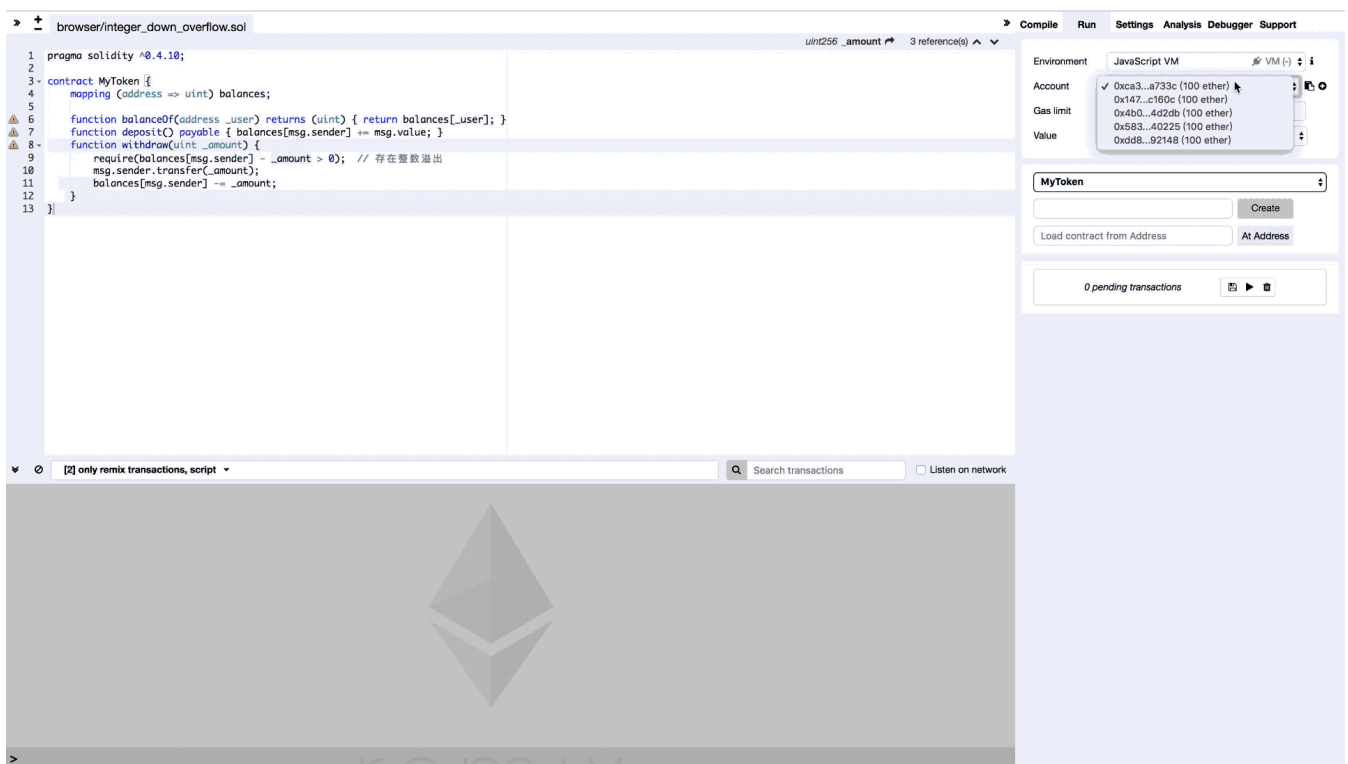 browser/integer_down_overflow.sol
uint256 _amount 3 reference(s)
1 pragma solidity ^0.4.10;
2
3 contract MyToken {
4 mapping (address => uint) balances;
5
6 function balanceOf(address _user) returns (uint) { return balances[_user]; }
7 function deposit() payable { balances[msg.sender] += msg.value; }
8 function withdraw(uint _amount) {
9 require(balances[msg.sender] - _amount > 0); // 存在整数溢出
10 msg.sender.transfer(_amount);
11 balances[msg.sender] -= _amount;
12 }
13 }
[2] only remix transactions, script
Search transactions
Listen on network
>
Compile Run Settings Analysis Debugger Support
Environment JavaScript VM VM (-) i
Account ✓ 0xca3...a733c (100 ether)
0x147...c160c (100 ether)
Gas limit 0x4b0...4d2db (100 ether)
0x583...40225 (100 ether)
Value 0xdd8...92148 (100 ether)
MyToken
Create
Load contract from Address At Address
0 pending transactions